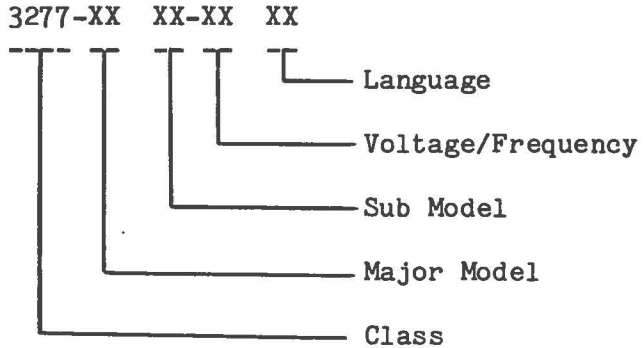 3277-XX XX-XX XX
Language
Voltage/Frequency
Sub Model
Major Model
Class